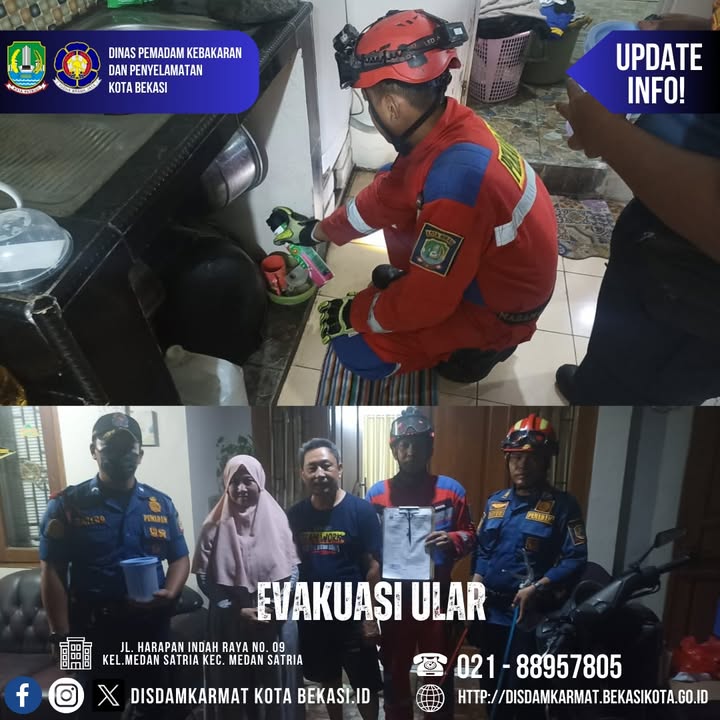 DINAS PEMADAM KEBAKARAN
DAN PENYELAMATAN
KOTA BEKASI
UPDATE
INFO!
EVAKUASI ULAR
JL. HARAPAN INDAH RAYA NO. 09
KEL.MEDAN SATRIA KEC. MEDAN SATRIA
021 - 88957805
DISDAMKARMAT KOTA BEKASI.ID
HTTP://DISDAMKARMAT.BEKASIKOTA.GO.ID